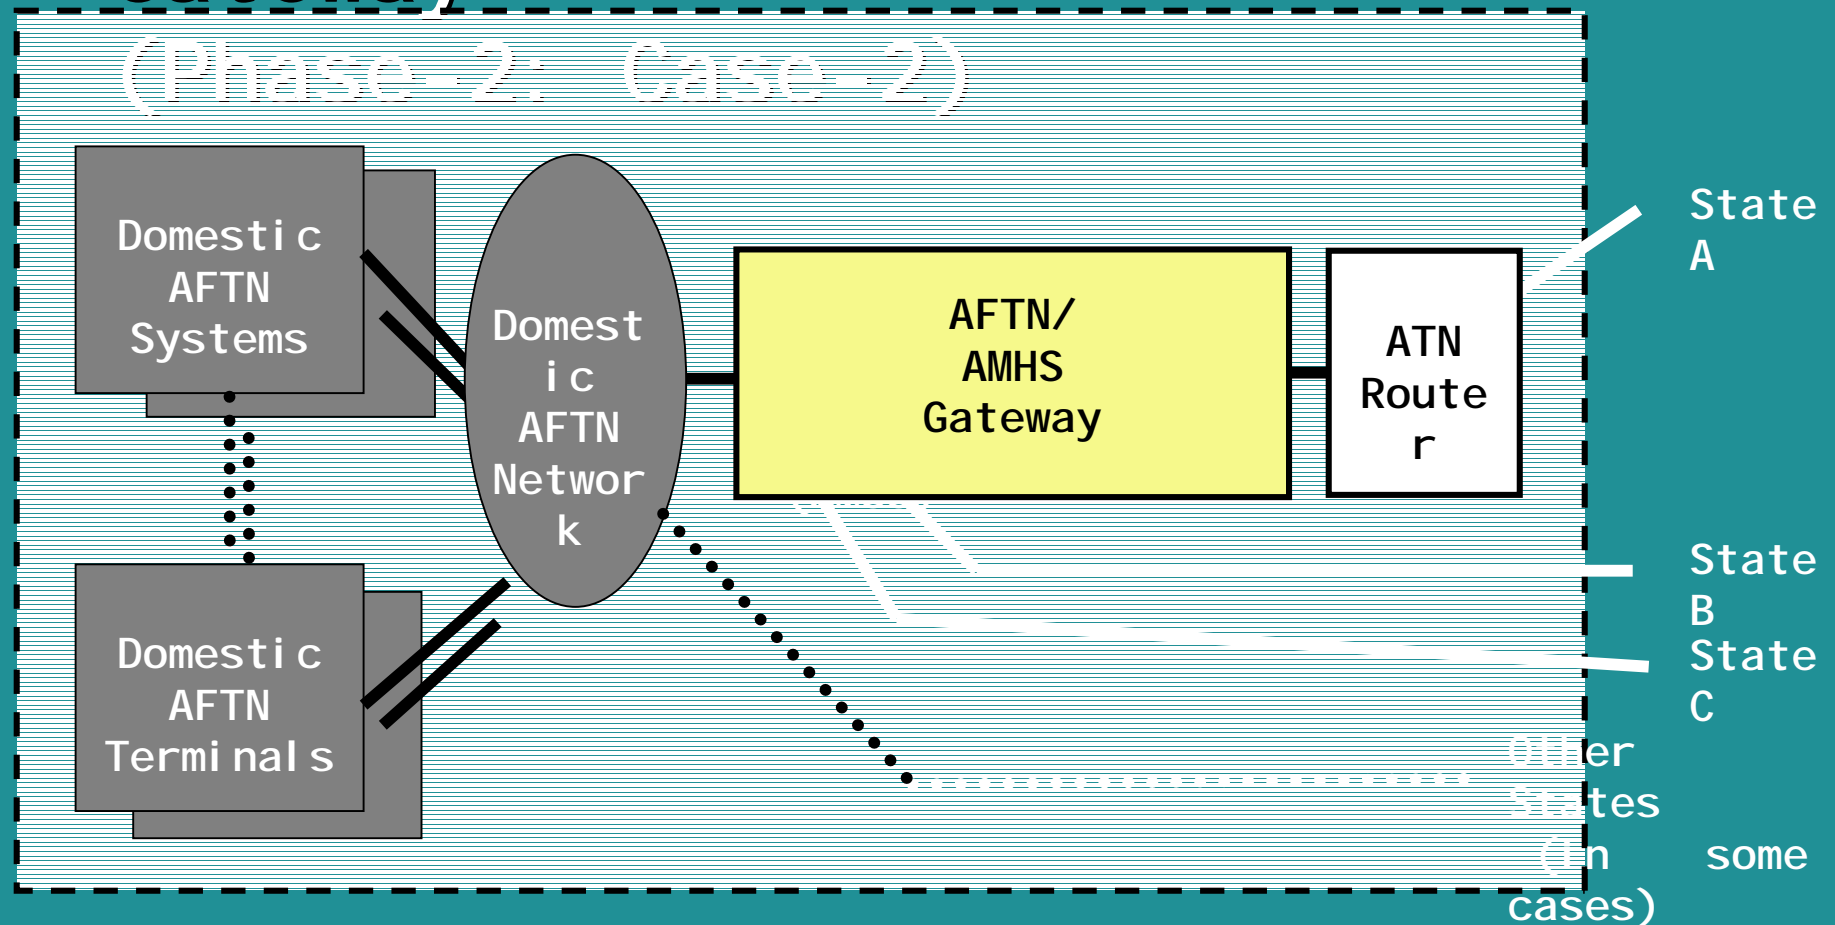 (Phase-2: Case-2)
Domestic
AFTN
Systems
Domest
ic
AFTN
Networ
k
AFTN/
AMHS
Gateway
ATN
Route
r
State
A
State
B
State
C
Domestic
AFTN
Terminals
Other
States
(in some
cases)